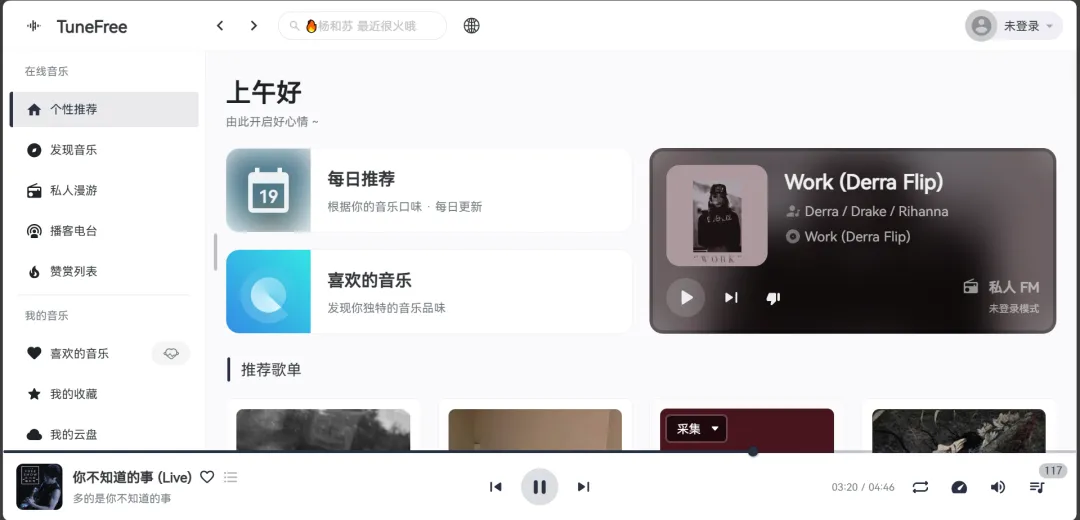 TuneFree
杨和苏 最近很火哦
未登录
在线音乐
个性推荐
发现音乐
私人漫游
播客电台
赞赏列表
我的音乐
喜欢的音乐
我的收藏
我的云盘
上午好
由此开启好心情 ~
19
每日推荐
根据你的音乐口味 · 每日更新
喜欢的音乐
发现你独特的音乐品味
"WORK"
Work (Derra Flip)
Derra / Drake / Rihanna
Work (Derra Flip)
私人 FM
未登录模式
推荐歌单
采集
你不知道的事 (Live)
多的是你不知道的事
03:20 / 04:46
117